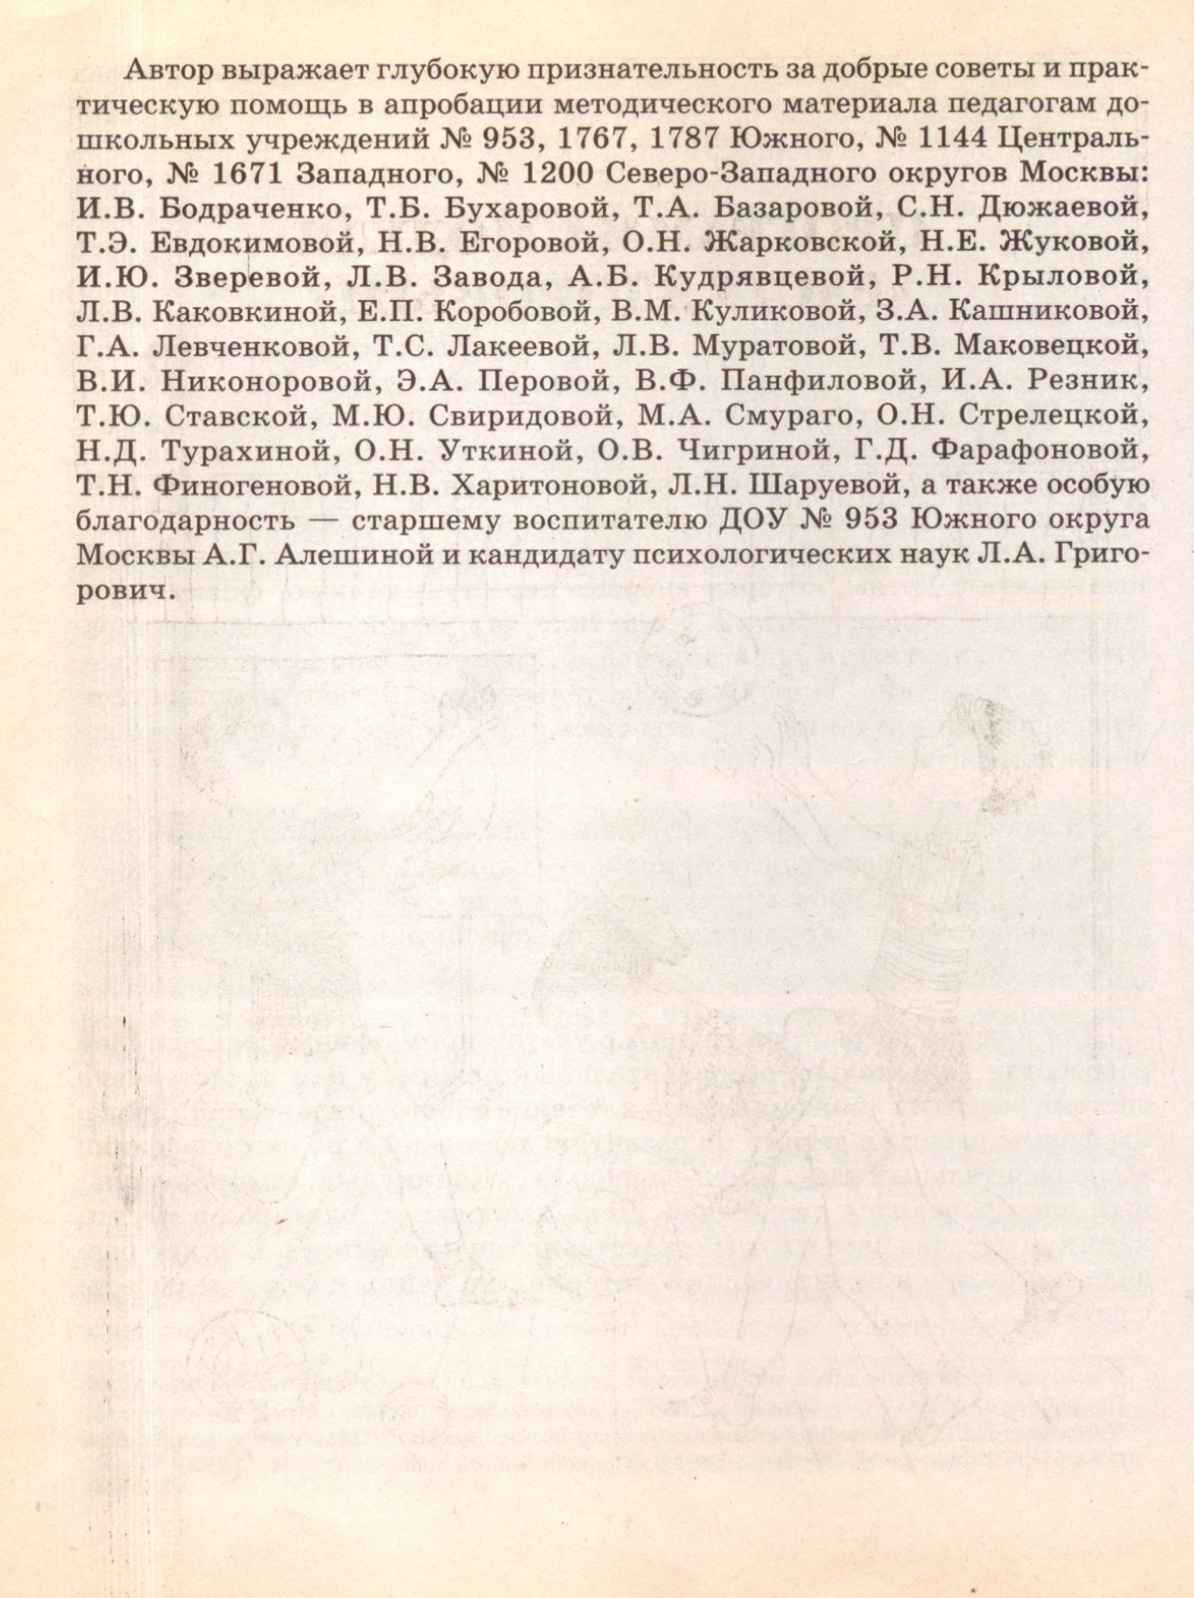 Автор выражает глубокую признательность за добрые советы и прак-
тическую помощь в апробации методического материала педагогам до-
школьных учреждений № 953, 1767, 1787 Южного, № 1144 Централь-
ного, № 1671 Западного, № 1200 Северо-Западного округов Москвы:
И.В. Бодраченко, Т.Б. Бухаровой, Т.А. Базаровой, С.Н. Дюжаевой,
Т.Э. Евдокимовой, Н.В. Егоровой, О.Н. Жарковской, Н.Е. Жуковой,
И.Ю. Зверевой, Л.В. Завода, А.Б. Кудрявцевой, Р.Н. Крыловой,
Л.В. Каковкиной, Е.П. Коробовой, В.М. Куликовой, З.А. Кашниковой,
Г.А. Левченковой, Т.С. Лакеевой, Л.В. Муратовой, Т.В. Маковецкой,
В.И. Никоноровой, Э.А. Перовой, В.Ф. Панфиловой, И.А. Резник,
Т.Ю. Ставской, М.Ю. Свиридовой, М.А. Смураго, О.Н. Стрелецкой,
Н.Д. Турахиной, О.Н. Уткиной, О.В. Чигриной, Г.Д. Фарафоновой,
Т.Н. Финогеновой, Н.В. Харитоновой, Л.Н. Шаруевой, а также особую
благодарность — старшему воспитателю ДОУ № 953 Южного округа
Москвы А.Г. Алешиной и кандидату психологических наук Л.А. Григо-
рович.